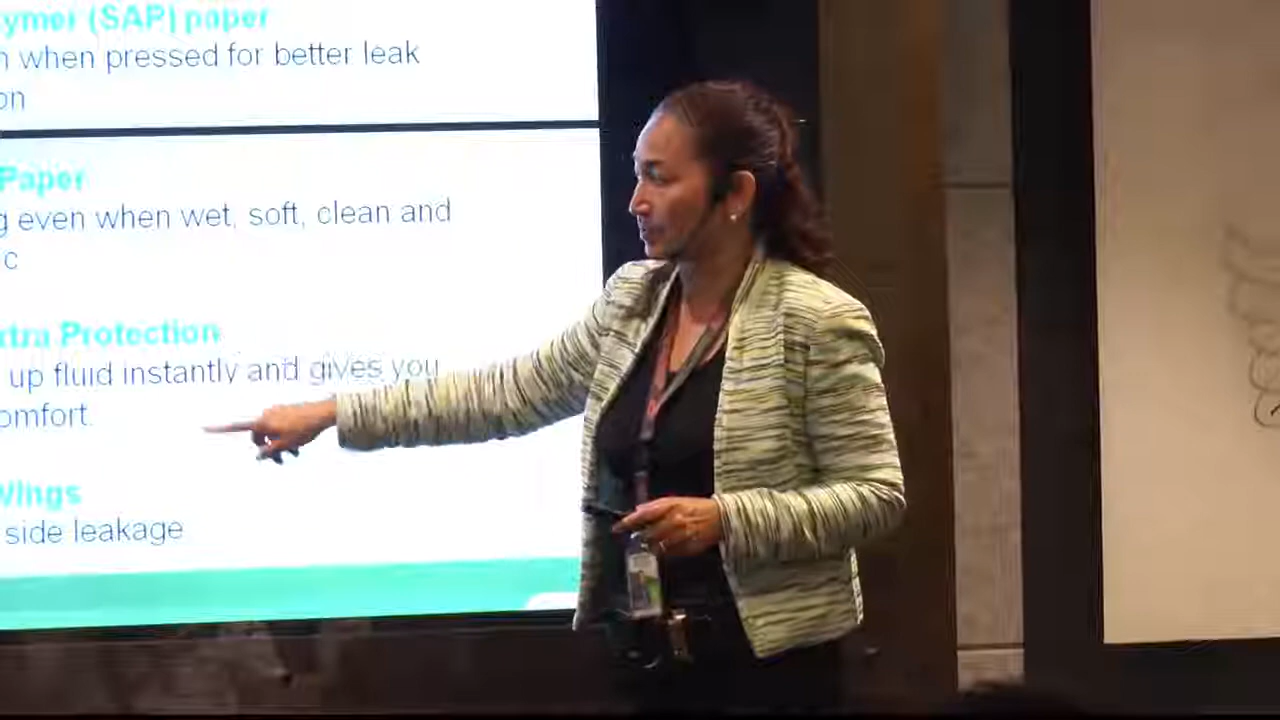 ymer (SAP) paper
n when pressed for better leak
on
Paper
g even when wet, soft, clean and
c
xtra Protection
up fluid instantly and gives you
omfort.
Wings
side leakage